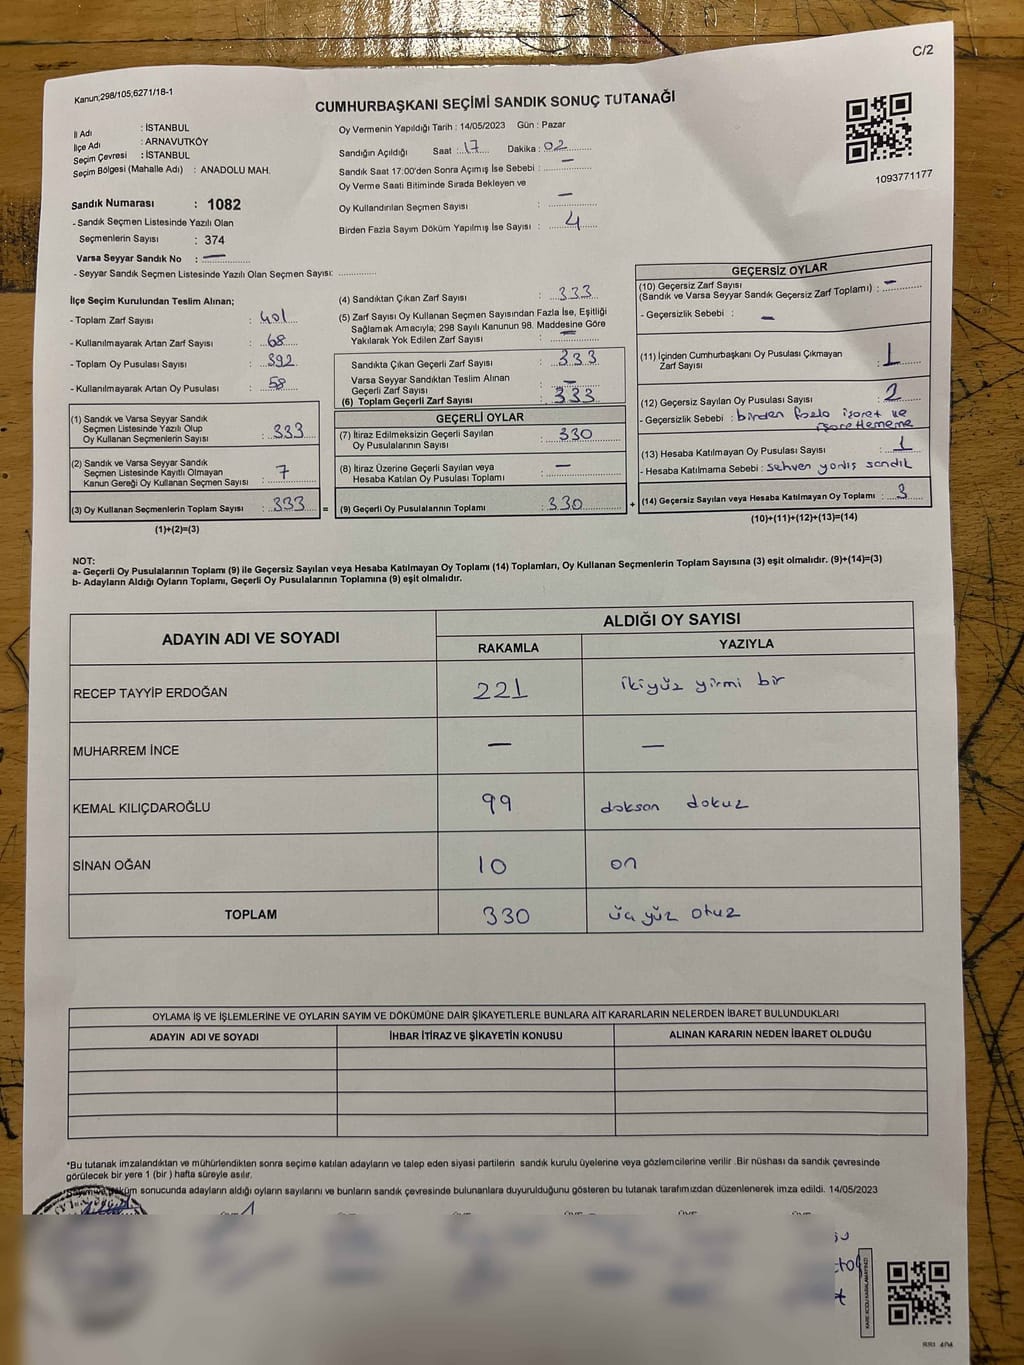 C/2
Kanun;298/105,6271/18-1
CUMHURBAŞKANI SEÇİMİ SANDIK SONUÇ TUTANAĞI
İl Adı : İSTANBUL
İlçe Adı : ARNAVUTKÖY
Seçim Çevresi : İSTANBUL
Seçim Bölgesi (Mahalle Adı) : ANADOLU MAH.
Oy Vermenin Yapıldığı Tarih : 14/05/2023 Gün : Pazar
Sandığın Açıldığı Saat : 17 Dakika : 02
Sandık Saat 17:00'den Sonra Açımış İse Sebebi : —
Oy Verme Saati Bitiminde Sırada Bekleyen ve
Oy Kullandırılan Seçmen Sayısı : —
Birden Fazla Sayım Döküm Yapılmış İse Sayısı : 4
1093771177
Sandık Numarası : 1082
- Sandık Seçmen Listesinde Yazılı Olan
Seçmenlerin Sayısı : 374
Varsa Seyyar Sandık No : —
- Seyyar Sandık Seçmen Listesinde Yazılı Olan Seçmen Sayısı: ...............
İlçe Seçim Kurulundan Teslim Alınan;
- Toplam Zarf Sayısı : 401
- Kullanılmayarak Artan Zarf Sayısı : 68
- Toplam Oy Pusulası Sayısı : 392
- Kullanılmayarak Artan Oy Pusulası : 58
(1) Sandık ve Varsa Seyyar Sandık
Seçmen Listesinde Yazılı Olup
Oy Kullanan Seçmenlerin Sayısı : 333
(2) Sandık ve Varsa Seyyar Sandık
Seçmen Listesinde Kayıtlı Olmayan
Kanun Gereği Oy Kullanan Seçmen Sayısı : 7
(3) Oy Kullanan Seçmenlerin Toplam Sayısı : 333 =
(1)+(2)=(3)
(4) Sandıktan Çıkan Zarf Sayısı : 333
(5) Zarf Sayısı Oy Kullanan Seçmen Sayısından Fazla İse, Eşitliği
Sağlamak Amacıyla; 298 Sayılı Kanunun 98. Maddesine Göre
Yakılarak Yok Edilen Zarf Sayısı : —
Sandıkta Çıkan Geçerli Zarf Sayısı : 333
Varsa Seyyar Sandıktan Teslim Alınan
Geçerli Zarf Sayısı : —
(6) Toplam Geçerli Zarf Sayısı : 333
GEÇERLİ OYLAR
(7) İtiraz Edilmeksizin Geçerli Sayılan
Oy Pusulalarının Sayısı : 330
(8) İtiraz Üzerine Geçerli Sayılan veya
Hesaba Katılan Oy Pusulası Toplamı : —
(9) Geçerli Oy Pusulalarının Toplamı : 330 +
GEÇERSİZ OYLAR
(10) Geçersiz Zarf Sayısı
(Sandık ve Varsa Seyyar Sandık Geçersiz Zarf Toplamı) : —
- Geçersizlik Sebebi : —
(11) İçinden Cumhurbaşkanı Oy Pusulası Çıkmayan
Zarf Sayısı : 1
(12) Geçersiz Sayılan Oy Pusulası Sayısı : 2
- Geçersizlik Sebebi : birden fazla işaret ve
işaretlememe
(13) Hesaba Katılmayan Oy Pusulası Sayısı : 1
- Hesaba Katılmama Sebebi : sehven yanlış sandık
(14) Geçersiz Sayılan veya Hesaba Katılmayan Oy Toplamı : 3
(10)+(11)+(12)+(13)=(14)
NOT:
a- Geçerli Oy Pusulalarının Toplamı (9) ile Geçersiz Sayılan veya Hesaba Katılmayan Oy Toplamı (14) Toplamları, Oy Kullanan Seçmenlerin Toplam Sayısına (3) eşit olmalıdır. (9)+(14)=(3)
b- Adayların Aldığı Oyların Toplamı, Geçerli Oy Pusulalarının Toplamına (9) eşit olmalıdır.
ADAYIN ADI VE SOYADI
ALDIĞI OY SAYISI
RAKAMLA YAZIYLA
RECEP TAYYİP ERDOĞAN 221 ikiyüz yirmi bir
MUHARREM İNCE — —
KEMAL KILIÇDAROĞLU 99 doksan dokuz
SİNAN OĞAN 10 on
TOPLAM 330 üç yüz otuz
OYLAMA İŞ VE İŞLEMLERİNE VE OYLARIN SAYIM VE DÖKÜMÜNE DAİR ŞİKAYETLERLE BUNLARA AİT KARARLARIN NELERDEN İBARET BULUNDUKLARI
ADAYIN ADI VE SOYADI İHBAR İTİRAZ VE ŞİKAYETİN KONUSU ALINAN KARARIN NEDEN İBARET OLDUĞU
*Bu tutanak imzalandıktan ve mühürlendikten sonra seçime katılan adayların ve talep eden siyasi partilerin sandık kurulu üyelerine veya gözlemcilerine verilir .Bir nüshası da sandık çevresinde
görülecek bir yere 1 (bir ) hafta süreyle asılır.
sonucunda adayların aldığı oyların sayılarını ve bunların sandık çevresinde bulunanlara duyurulduğunu gösteren bu tutanak tarafımızdan düzenlenerek imza edildi. 14/05/2023